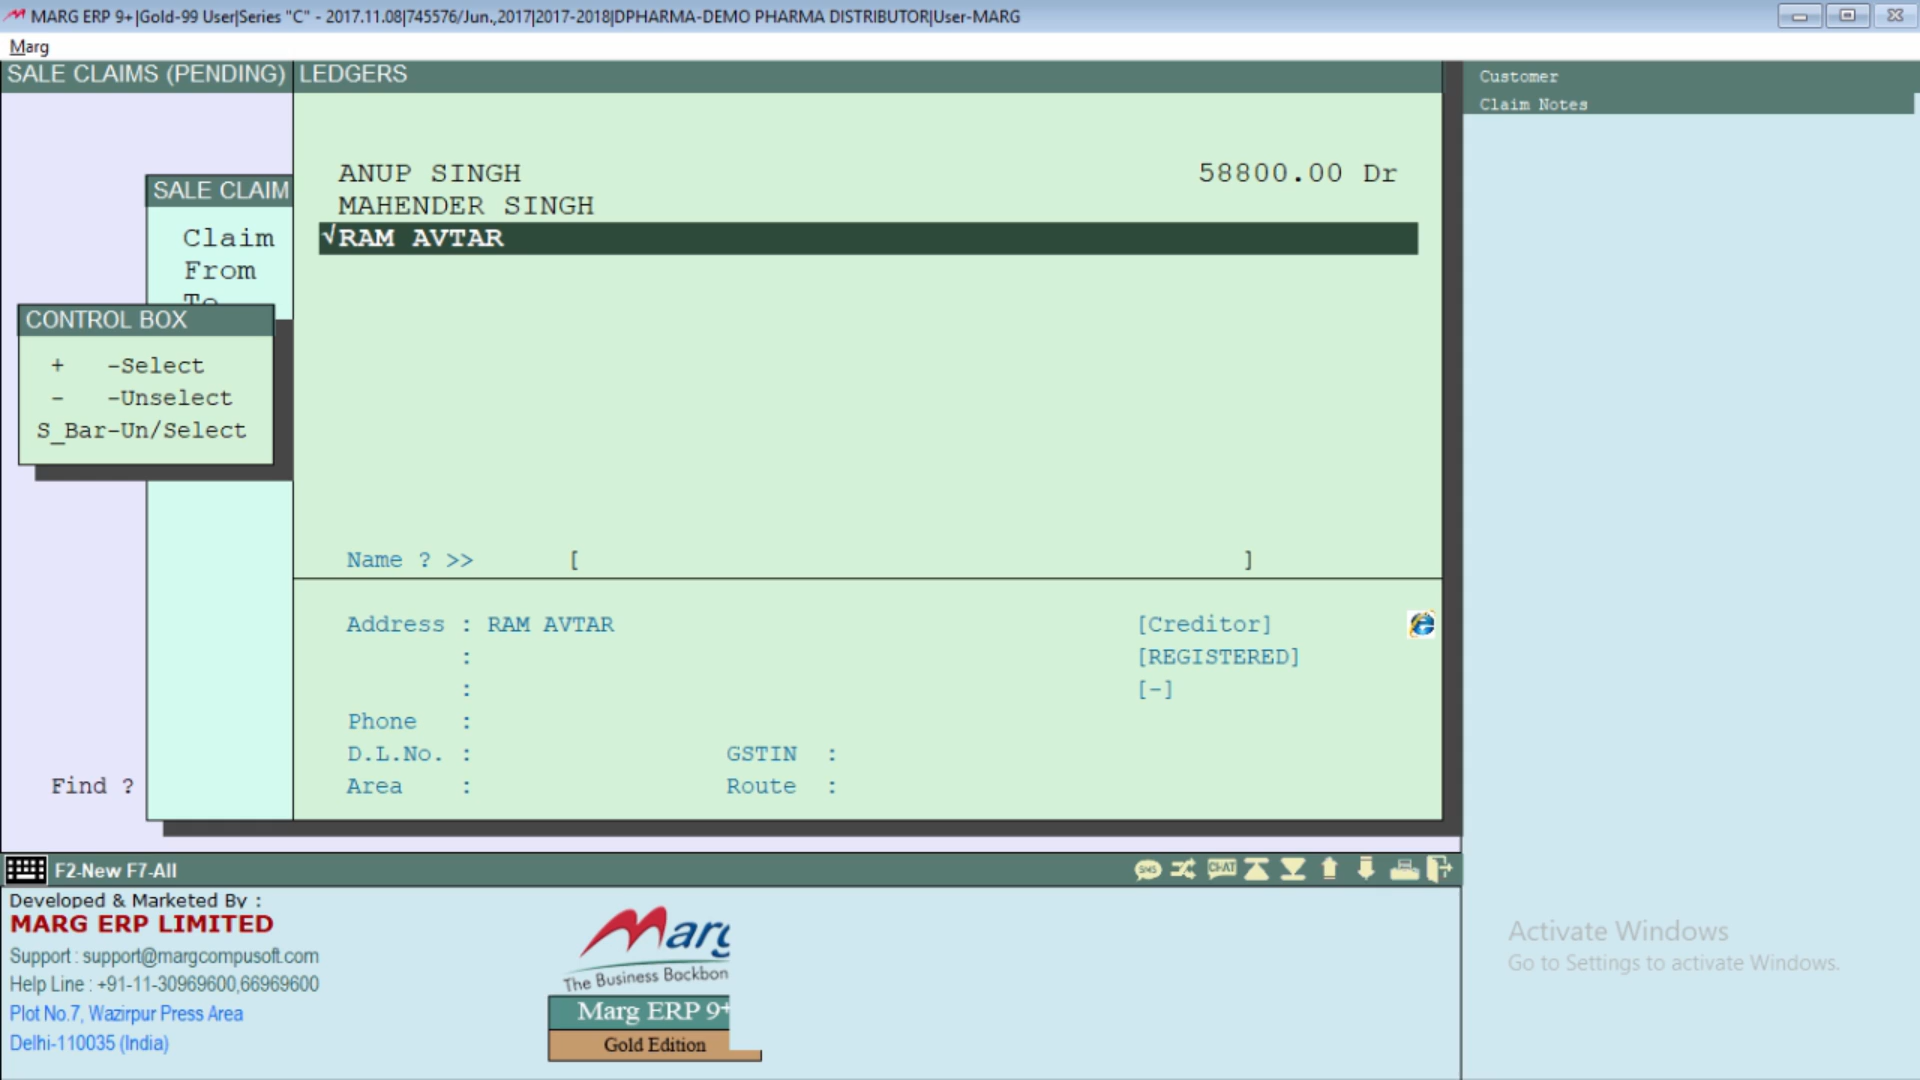 MARG ERP 9+|Gold-99 User|Series "C" - 2017.11.08|745576/Jun.,2017|2017-2018|DPHARMA-DEMO PHARMA DISTRIBUTOR|User-MARG
Marg
SALE CLAIMS (PENDING)
LEDGERS
Customer
Claim Notes
ANUP SINGH 58800.00 Dr
MAHENDER SINGH
√RAM AVTAR
SALE CLAIM
Claim
From
To
CONTROL BOX
+ -Select
- -Unselect
S_Bar-Un/Select
Name ? >> [ ]
Address : RAM AVTAR [Creditor]
: [REGISTERED]
: [-]
Phone :
D.L.No. : GSTIN :
Area : Route :
Find ?
F2-New F7-All
SMS
CHAT
Developed & Marketed By :
MARG ERP LIMITED
Support : support@margcompusoft.com
Help Line : +91-11-30969600,66969600
Plot No.7, Wazirpur Press Area
Delhi-110035 (India)
Marg
The Business Backbon
Marg ERP 9+
Gold Edition
Activate Windows
Go to Settings to activate Windows.